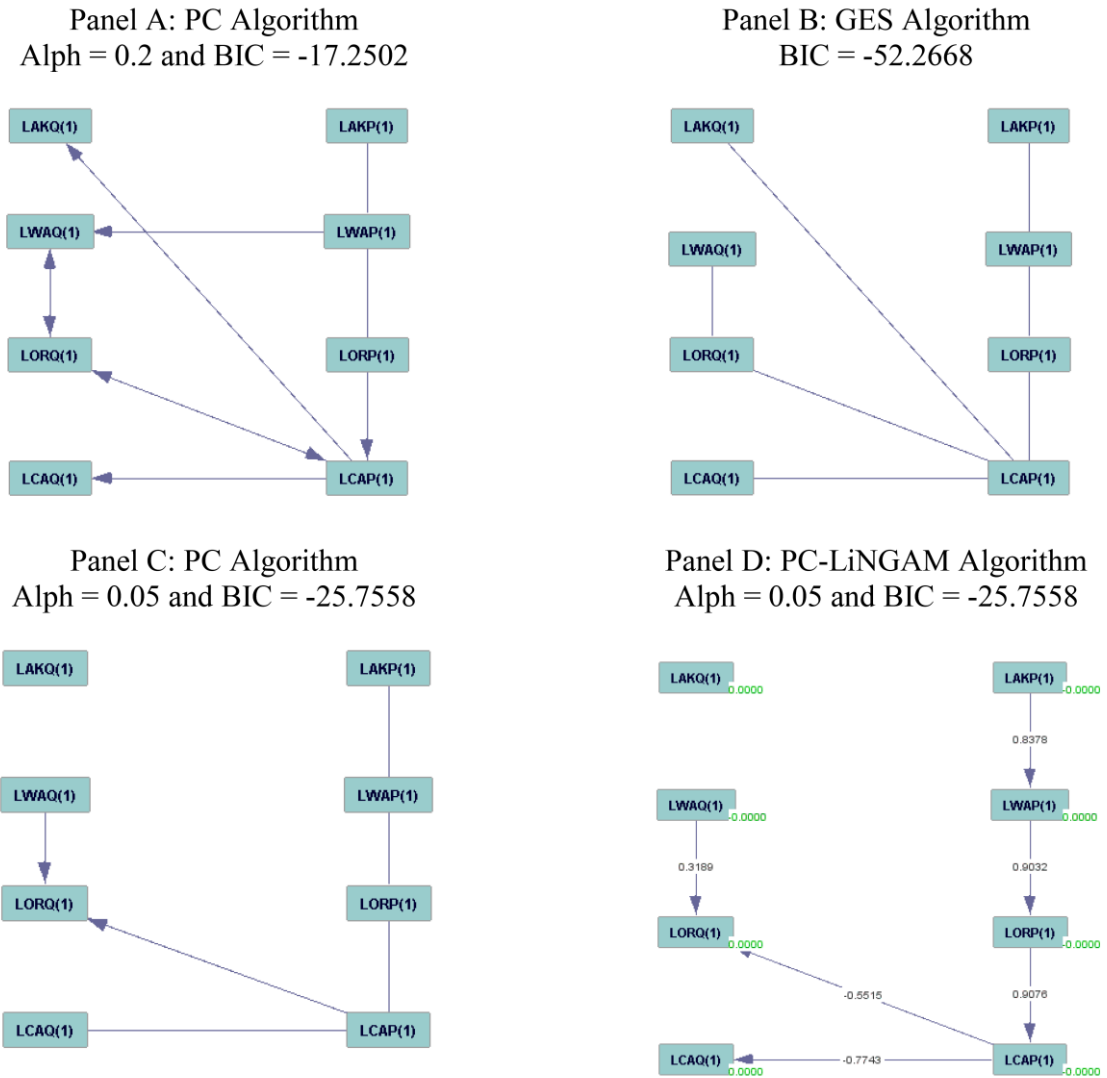 Panel A: PC Algorithm
Alph = 0.2 and BIC = -17.2502
LAKQ(1)
LAKP(1)
LWAQ(1)
LWAP(1)
LORQ(1)
LORP(1)
LCAQ(1)
LCAP(1)
Panel B: GES Algorithm
BIC = -52.2668
LAKQ(1)
LAKP(1)
LWAQ(1)
LWAP(1)
LORQ(1)
LORP(1)
LCAQ(1)
LCAP(1)
Panel C: PC Algorithm
Alph = 0.05 and BIC = -25.7558
LAKQ(1)
LAKP(1)
LWAQ(1)
LWAP(1)
LORQ(1)
LORP(1)
LCAQ(1)
LCAP(1)
Panel D: PC-LiNGAM Algorithm
Alph = 0.05 and BIC = -25.7558
LAKQ(1)
0.0000
LAKP(1)
-0.0000
0.8378
LWAQ(1)
-0.0000
LWAP(1)
0.0000
0.3189
0.9032
LORQ(1)
0.0000
LORP(1)
-0.0000
-0.5515
0.9076
LCAQ(1)
0.0000
-0.7743
LCAP(1)
-0.0000